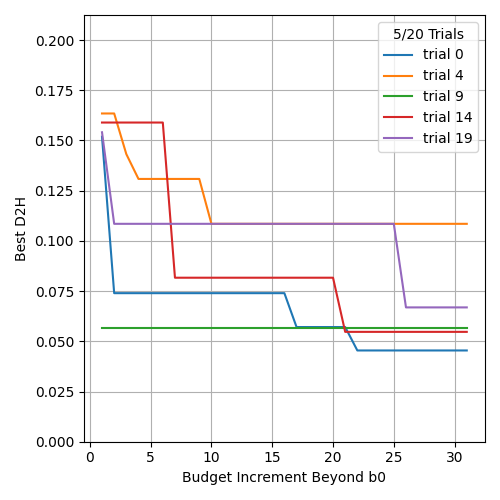 5/20 Trials
trial 0
trial 4
trial 9
trial 14
trial 19
0.200
0.175
0.150
0.125
0.100
0.075
0.050
0.025
0.000
Best D2H
0 5 10 15 20 25 30
Budget Increment Beyond b0